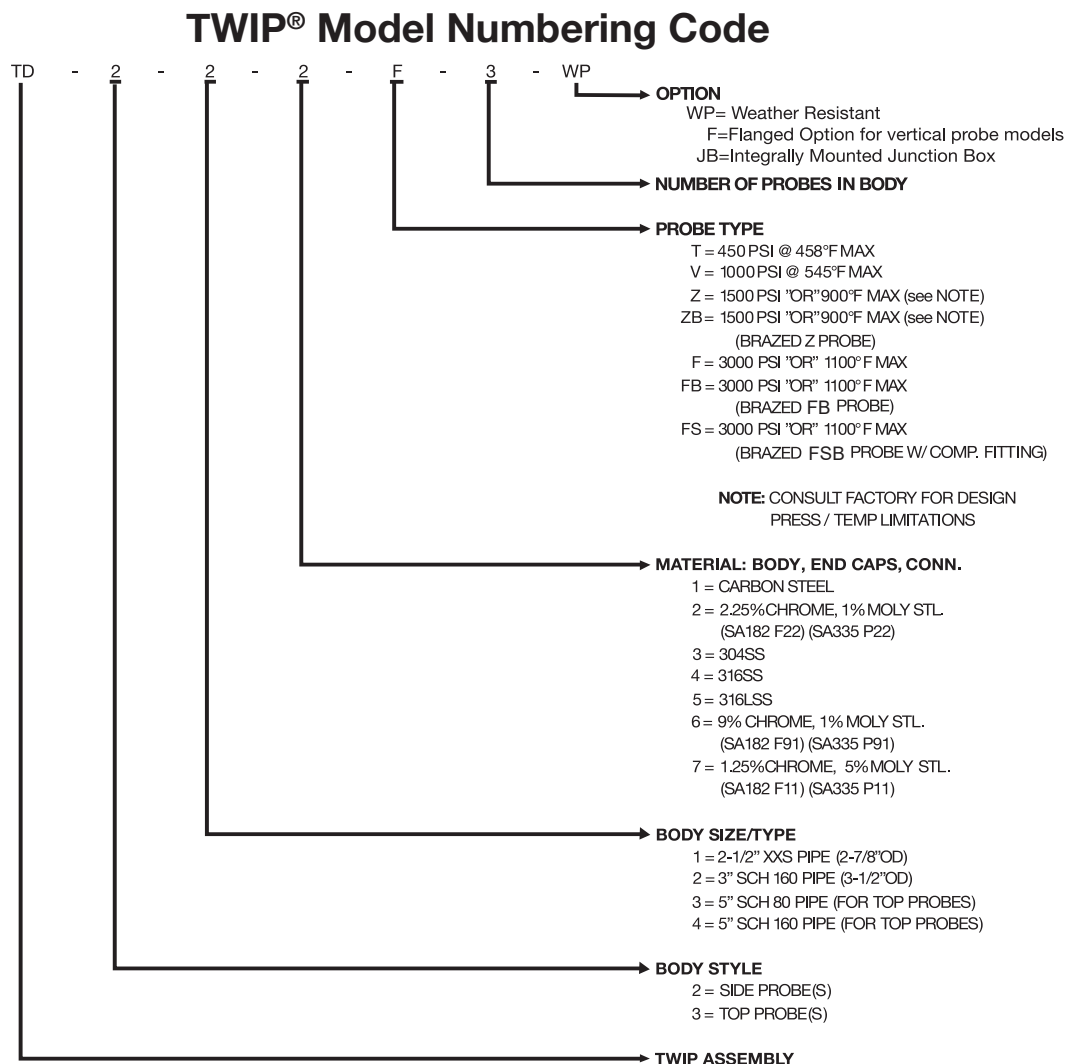 TWIP® Model Numbering Code
TD - 2 - 2 - 2 - F - 3 - WP
OPTION
WP= Weather Resistant
F=Flanged Option for vertical probe models
JB=Integrally Mounted Junction Box
NUMBER OF PROBES IN BODY
PROBE TYPE
T = 450 PSI @ 458°F MAX
V = 1000 PSI @ 545°F MAX
Z = 1500 PSI "OR" 900°F MAX (see NOTE)
ZB = 1500 PSI "OR" 900°F MAX (see NOTE)
(BRAZED Z PROBE)
F = 3000 PSI "OR" 1100°F MAX
FB = 3000 PSI "OR" 1100°F MAX
(BRAZED FB PROBE)
FS = 3000 PSI "OR" 1100°F MAX
(BRAZED FSB PROBE W/ COMP. FITTING)
NOTE: CONSULT FACTORY FOR DESIGN
PRESS / TEMP LIMITATIONS
MATERIAL: BODY, END CAPS, CONN.
1 = CARBON STEEL
2 = 2.25% CHROME, 1% MOLY STL.
(SA182 F22) (SA335 P22)
3 = 304SS
4 = 316SS
5 = 316LSS
6 = 9% CHROME, 1% MOLY STL.
(SA182 F91) (SA335 P91)
7 = 1.25%CHROME, 5% MOLY STL.
(SA182 F11) (SA335 P11)
BODY SIZE/TYPE
1 = 2-1/2" XXS PIPE (2-7/8"OD)
2 = 3" SCH 160 PIPE (3-1/2"OD)
3 = 5" SCH 80 PIPE (FOR TOP PROBES)
4 = 5" SCH 160 PIPE (FOR TOP PROBES)
BODY STYLE
2 = SIDE PROBE(S)
3 = TOP PROBE(S)
TWIP ASSEMBLY